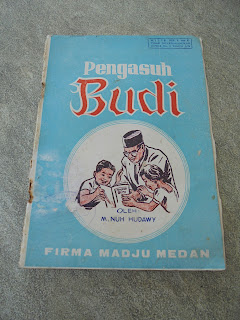 Pengasuh
Budi
OLEH
M. NUH HUDAWY
FIRMA MADJU MEDAN